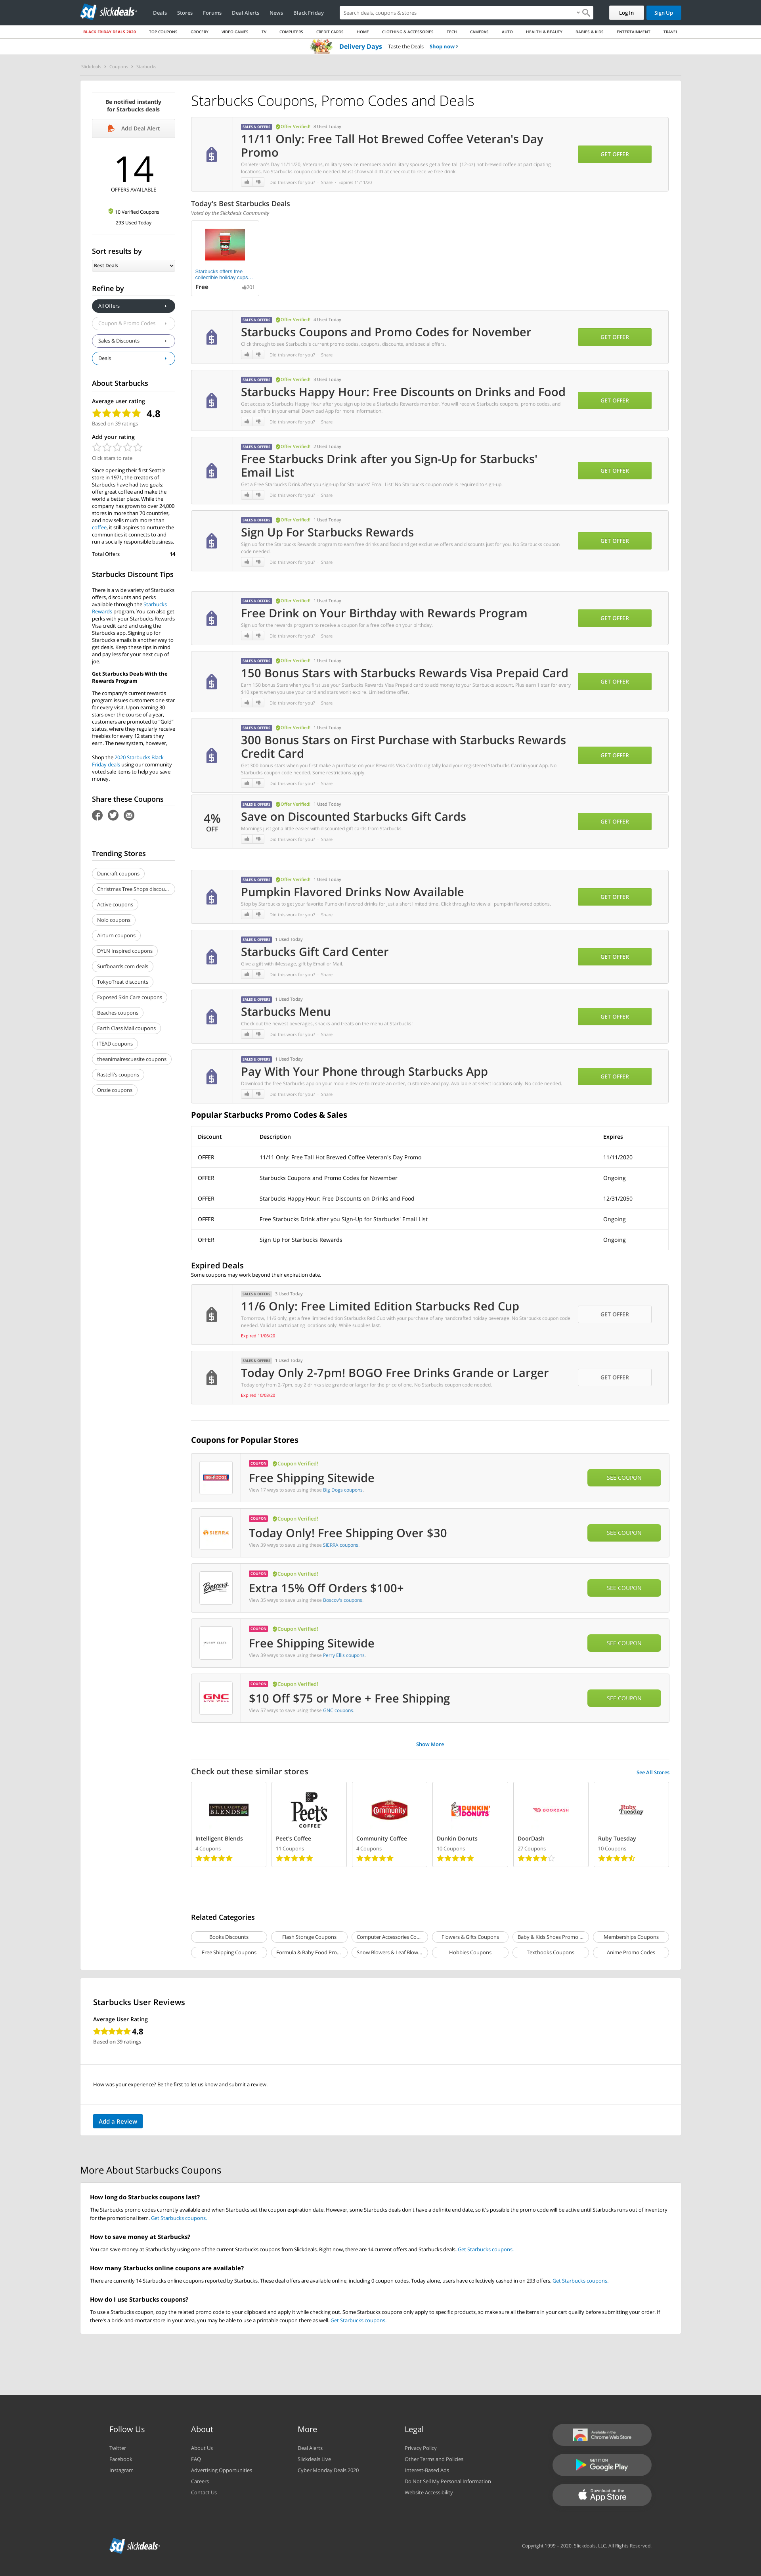 sd slickdeals
Deals
Stores
Forums
Deal Alerts
News
Black Friday
Search deals, coupons & stores
Log In
Sign Up
BLACK FRIDAY DEALS 2020
TOP COUPONS
GROCERY
VIDEO GAMES
TV
COMPUTERS
CREDIT CARDS
HOME
CLOTHING & ACCESSORIES
TECH
CAMERAS
AUTO
HEALTH & BEAUTY
BABIES & KIDS
ENTERTAINMENT
TRAVEL
Delivery Days
Taste the Deals
Shop now
Slickdeals
Coupons
Starbucks
Be notified instantly
for Starbucks deals
Add Deal Alert
14
OFFERS AVAILABLE
10 Verified Coupons
293 Used Today
Sort results by
Best Deals
Refine by
All Offers
Coupon & Promo Codes
Sales & Discounts
Deals
About Starbucks
Average user rating
4.8
Based on 39 ratings
Add your rating
Click stars to rate
Since opening their first Seattle
store in 1971, the creators of
Starbucks have had two goals:
offer great coffee and make the
world a better place. While the
company has grown to over 24,000
stores in more than 70 countries,
and now sells much more than
coffee, it still aspires to nurture the
communities it connects to and
run a socially responsible business.
Total Offers
14
Starbucks Discount Tips
There is a wide variety of Starbucks
offers, discounts and perks
available through the Starbucks
Rewards program. You can also get
perks with your Starbucks Rewards
Visa credit card and using the
Starbucks app. Signing up for
Starbucks emails is another way to
get deals. Keep these tips in mind
and pay less for your next cup of
joe.
Get Starbucks Deals With the
Rewards Program
The company's current rewards
program issues customers one star
for every visit. Upon earning 30
stars over the course of a year,
customers are promoted to "Gold"
status, where they regularly receive
freebies for every 12 stars they
earn. The new system, however,
Shop the 2020 Starbucks Black
Friday deals using our community
voted sale items to help you save
money.
Share these Coupons
Trending Stores
Duncraft coupons
Christmas Tree Shops discou...
Active coupons
Nolo coupons
Airturn coupons
DYLN Inspired coupons
Surfboards.com deals
TokyoTreat discounts
Exposed Skin Care coupons
Beaches coupons
Earth Class Mail coupons
ITEAD coupons
theanimalrescuesite coupons
Rastelli's coupons
Onzie coupons
Starbucks Coupons, Promo Codes and Deals
SALES & OFFERS Offer Verified! 8 Used Today
11/11 Only: Free Tall Hot Brewed Coffee Veteran's Day
Promo
On Veteran's Day 11/11/20, Veterans, military service members and military spouses get a free tall (12-oz) hot brewed coffee at participating
locations. No Starbucks coupon code needed. Must show valid ID at checkout to receive free drink.
Did this work for you? · Share · Expires 11/11/20
GET OFFER
Today's Best Starbucks Deals
Voted by the Slickdeals Community
Starbucks offers free
collectible holiday cups...
Free
201
SALES & OFFERS Offer Verified! 4 Used Today
Starbucks Coupons and Promo Codes for November
Click through to see Starbucks's current promo codes, coupons, discounts, and special offers.
Did this work for you? · Share
GET OFFER
SALES & OFFERS Offer Verified! 3 Used Today
Starbucks Happy Hour: Free Discounts on Drinks and Food
Get access to Starbucks Happy Hour after you sign up to be a Starbucks Rewards member. You will receive Starbucks coupons, promo codes, and
special offers in your email! Download App for more information.
Did this work for you? · Share
GET OFFER
SALES & OFFERS Offer Verified! 2 Used Today
Free Starbucks Drink after you Sign-Up for Starbucks'
Email List
Get a Free Starbucks Drink after you sign-up for Starbucks' Email List! No Starbucks coupon code is required to sign up.
Did this work for you? · Share
GET OFFER
SALES & OFFERS Offer Verified! 1 Used Today
Sign Up For Starbucks Rewards
Sign up for the Starbucks Rewards program to earn free drinks and food and get exclusive offers and discounts just for you. No Starbucks coupon
code needed.
Did this work for you? · Share
GET OFFER
SALES & OFFERS Offer Verified! 1 Used Today
Free Drink on Your Birthday with Rewards Program
Sign up for the rewards program to receive a coupon for a free coffee on your birthday.
Did this work for you? · Share
GET OFFER
SALES & OFFERS Offer Verified! 1 Used Today
150 Bonus Stars with Starbucks Rewards Visa Prepaid Card
Earn 150 bonus Stars when you first use your Starbucks Rewards Visa Prepaid card to add money to your Starbucks account. Plus earn 1 star for every
$10 spent when you use your card and stars won't expire. Limited time offer.
Did this work for you? · Share
GET OFFER
SALES & OFFERS Offer Verified! 1 Used Today
300 Bonus Stars on First Purchase with Starbucks Rewards
Credit Card
Get 300 bonus stars when you first make a purchase on your Rewards Visa Card to digitally load your registered Starbucks Card in your App. No
Starbucks coupon code needed. Some restrictions apply.
Did this work for you? · Share
GET OFFER
4%
OFF
SALES & OFFERS Offer Verified! 1 Used Today
Save on Discounted Starbucks Gift Cards
Mornings just got a little easier with discounted gift cards from Starbucks.
Did this work for you? · Share
GET OFFER
SALES & OFFERS Offer Verified! 1 Used Today
Pumpkin Flavored Drinks Now Available
Stop by Starbucks to get your favorite Pumpkin flavored drinks for just a short limited time. Click through to view all pumpkin flavored options.
Did this work for you? · Share
GET OFFER
SALES & OFFERS 1 Used Today
Starbucks Gift Card Center
Give a gift with iMessage, gift by Email or Mail.
Did this work for you? · Share
GET OFFER
SALES & OFFERS 1 Used Today
Starbucks Menu
Check out the newest beverages, snacks and treats on the menu at Starbucks!
Did this work for you? · Share
GET OFFER
SALES & OFFERS 1 Used Today
Pay With Your Phone through Starbucks App
Download the free Starbucks app on your mobile device to create an order, customize and pay. Available at select locations only. No code needed.
Did this work for you? · Share
GET OFFER
Popular Starbucks Promo Codes & Sales
Discount Description Expires
OFFER 11/11 Only: Free Tall Hot Brewed Coffee Veteran's Day Promo 11/11/2020
OFFER Starbucks Coupons and Promo Codes for November Ongoing
OFFER Starbucks Happy Hour: Free Discounts on Drinks and Food 12/31/2050
OFFER Free Starbucks Drink after you Sign-Up for Starbucks' Email List Ongoing
OFFER Sign Up For Starbucks Rewards Ongoing
Expired Deals
Some coupons may work beyond their expiration date.
SALES & OFFERS 3 Used Today
11/6 Only: Free Limited Edition Starbucks Red Cup
Tomorrow, 11/6 only, get a free limited edition Starbucks Red Cup with your purchase of any handcrafted holiday beverage. No Starbucks coupon code
needed. Valid at participating locations only. While supplies last.
Expired 11/06/20
GET OFFER
SALES & OFFERS 1 Used Today
Today Only 2-7pm! BOGO Free Drinks Grande or Larger
Today only from 2-7pm, buy 2 drinks size grande or larger for the price of one. No Starbucks coupon code needed.
Expired 10/08/20
GET OFFER
Coupons for Popular Stores
COUPON Coupon Verified!
Free Shipping Sitewide
View 17 ways to save using these Big Dogs coupons.
SEE COUPON
SIERRA
COUPON Coupon Verified!
Today Only! Free Shipping Over $30
View 39 ways to save using these SIERRA coupons.
SEE COUPON
Boscov's
COUPON Coupon Verified!
Extra 15% Off Orders $100+
View 35 ways to save using these Boscov's coupons.
SEE COUPON
PERRY ELLIS
COUPON Coupon Verified!
Free Shipping Sitewide
View 39 ways to save using these Perry Ellis coupons.
SEE COUPON
GNC
LIVE WELL
COUPON Coupon Verified!
$10 Off $75 or More + Free Shipping
View 57 ways to save using these GNC coupons.
SEE COUPON
Show More
Check out these similar stores
See All Stores
INTELLIGENT
BLENDS
Intelligent Blends
4 Coupons
Peet's
COFFEE
Peet's Coffee
11 Coupons
Community
COFFEE
Community Coffee
4 Coupons
DUNKIN'
DONUTS
Dunkin Donuts
10 Coupons
DOORDASH
DoorDash
27 Coupons
Ruby
Tuesday
Ruby Tuesday
10 Coupons
Related Categories
Books Discounts
Flash Storage Coupons
Computer Accessories Co...
Flowers & Gifts Coupons
Baby & Kids Shoes Promo ...
Memberships Coupons
Free Shipping Coupons
Formula & Baby Food Pro...
Snow Blowers & Leaf Blow...
Hobbies Coupons
Textbooks Coupons
Anime Promo Codes
Starbucks User Reviews
Average User Rating
4.8
Based on 39 ratings
How was your experience? Be the first to let us know and submit a review.
Add a Review
More About Starbucks Coupons
How long do Starbucks coupons last?
The Starbucks promo codes currently available end when Starbucks set the coupon expiration date. However, some Starbucks deals don't have a definite end date, so it's possible the promo code will be active until Starbucks runs out of inventory
for the promotional item. Get Starbucks coupons.
How to save money at Starbucks?
You can save money at Starbucks by using one of the current Starbucks coupons from Slickdeals. Right now, there are 14 current offers and Starbucks deals. Get Starbucks coupons.
How many Starbucks online coupons are available?
There are currently 14 Starbucks online coupons reported by Starbucks. These deal offers are available online, including 0 coupon codes. Today alone, users have collectively cashed in on 293 offers. Get Starbucks coupons.
How do I use Starbucks coupons?
To use a Starbucks coupon, copy the related promo code to your clipboard and apply it while checking out. Some Starbucks coupons only apply to specific products, so make sure all the items in your cart qualify before submitting your order. If
there's a brick-and-mortar store in your area, you may be able to use a printable coupon there as well. Get Starbucks coupons.
Follow Us
Twitter
Facebook
Instagram
About
About Us
FAQ
Advertising Opportunities
Careers
Contact Us
More
Deal Alerts
Slickdeals Live
Cyber Monday Deals 2020
Legal
Privacy Policy
Other Terms and Policies
Interest-Based Ads
Do Not Sell My Personal Information
Website Accessibility
Available in the
Chrome Web Store
GET IT ON
Google Play
Download on the
App Store
sd slickdeals
Copyright 1999 - 2020. Slickdeals, LLC. All Rights Reserved.